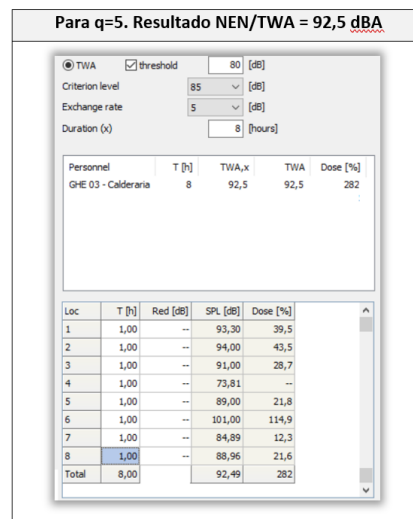 Para q=5. Resultado NEN/TWA = 92,5 dBA
TWA threshold 80 [dB]
Criterion level 85 [dB]
Exchange rate 5 [dB]
Duration (x) 8 [hours]
Personnel T [h] TWA,x TWA Dose [%]
GHE 03 - Calderaria 8 92,5 92,5 282
Loc T [h] Red [dB] SPL [dB] Dose [%]
1 1,00 -- 93,30 39,5
2 1,00 -- 94,00 43,5
3 1,00 -- 91,00 28,7
4 1,00 -- 73,81 --
5 1,00 -- 89,00 21,8
6 1,00 -- 101,00 114,9
7 1,00 -- 84,89 12,3
8 1,00 -- 88,96 21,6
Total 8,00 92,49 282